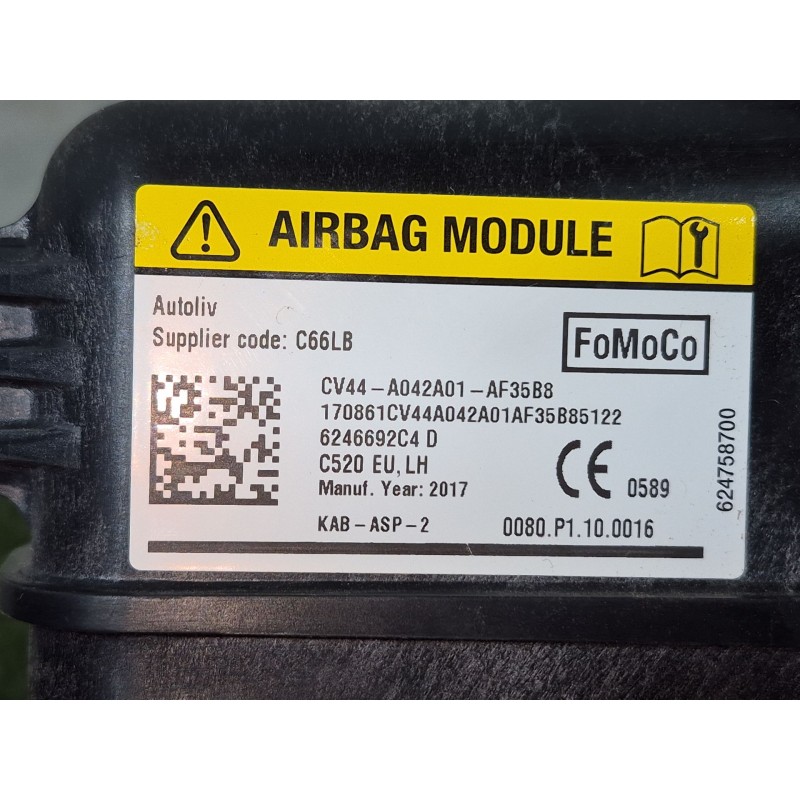 AIRBAG MODULE
Autoliv
Supplier code: C66LB
FoMoCo
CV44-A042A01-AF35B8
170861CV44A042A01AF35B85122
6246692C4 D
C520 EU, LH
Manuf. Year: 2017
CE 0589
KAB-ASP-2 0080.P1.10.0016
624758700